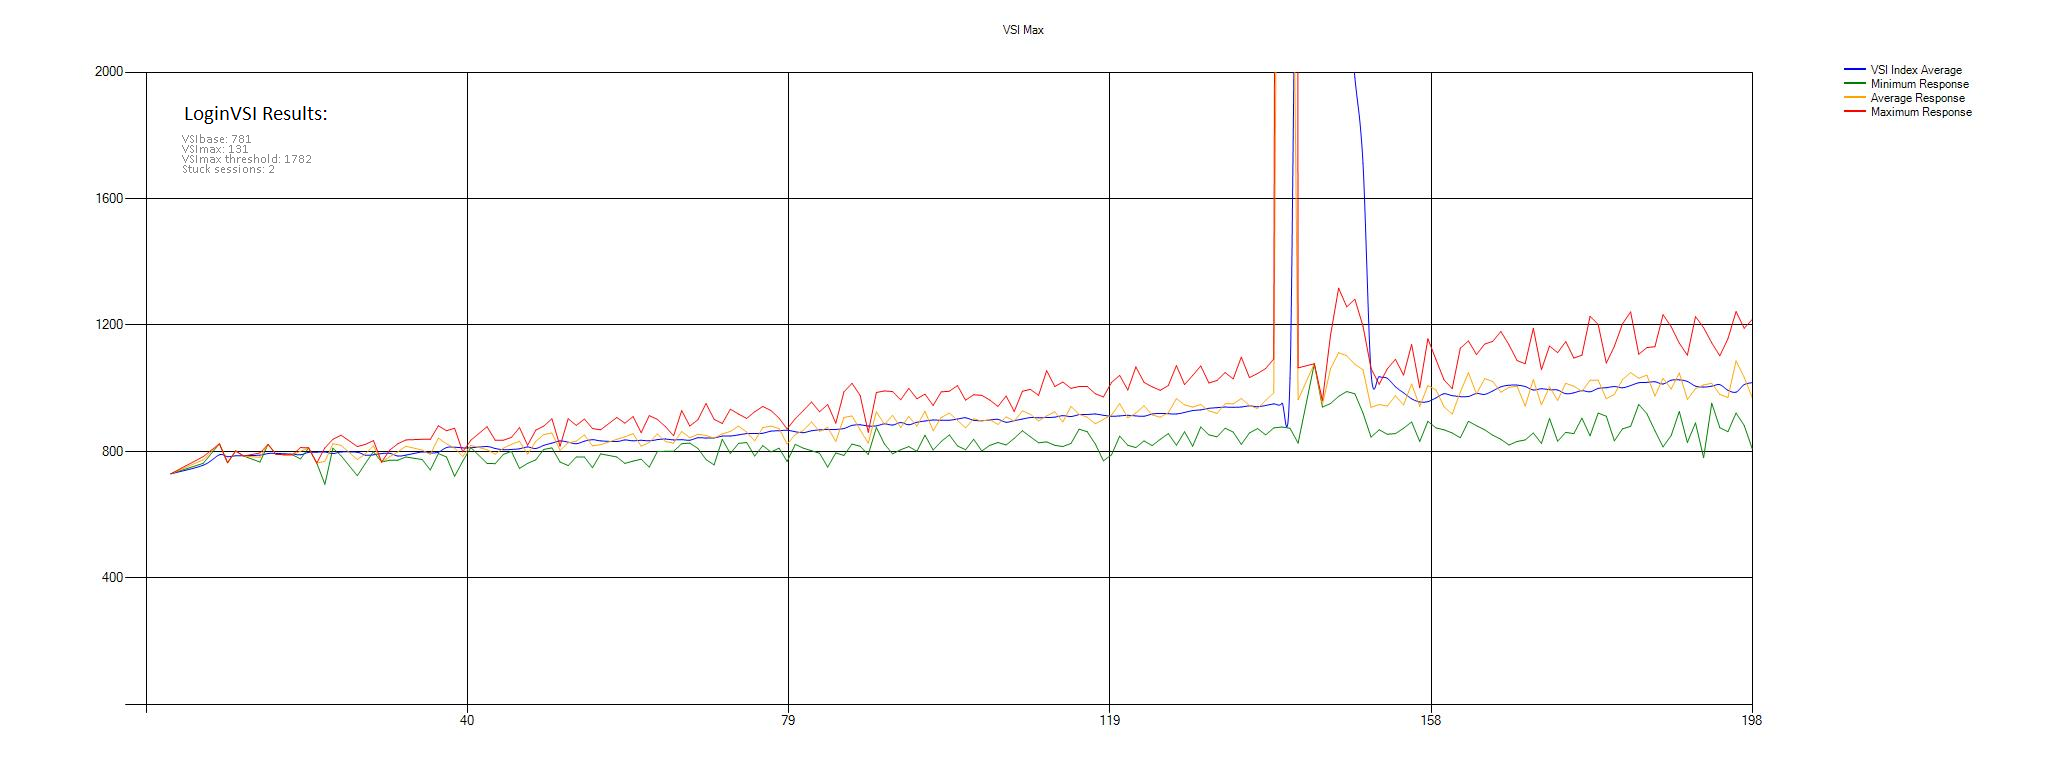 VSI Max
2000
1600
1200
800
400
40
79
119
158
198
LoginVSI Results:
VSIbase: 781
VSImax: 131
VSImax threshold: 1782
Stuck sessions: 2
VSI Index Average
Minimum Response
Average Response
Maximum Response